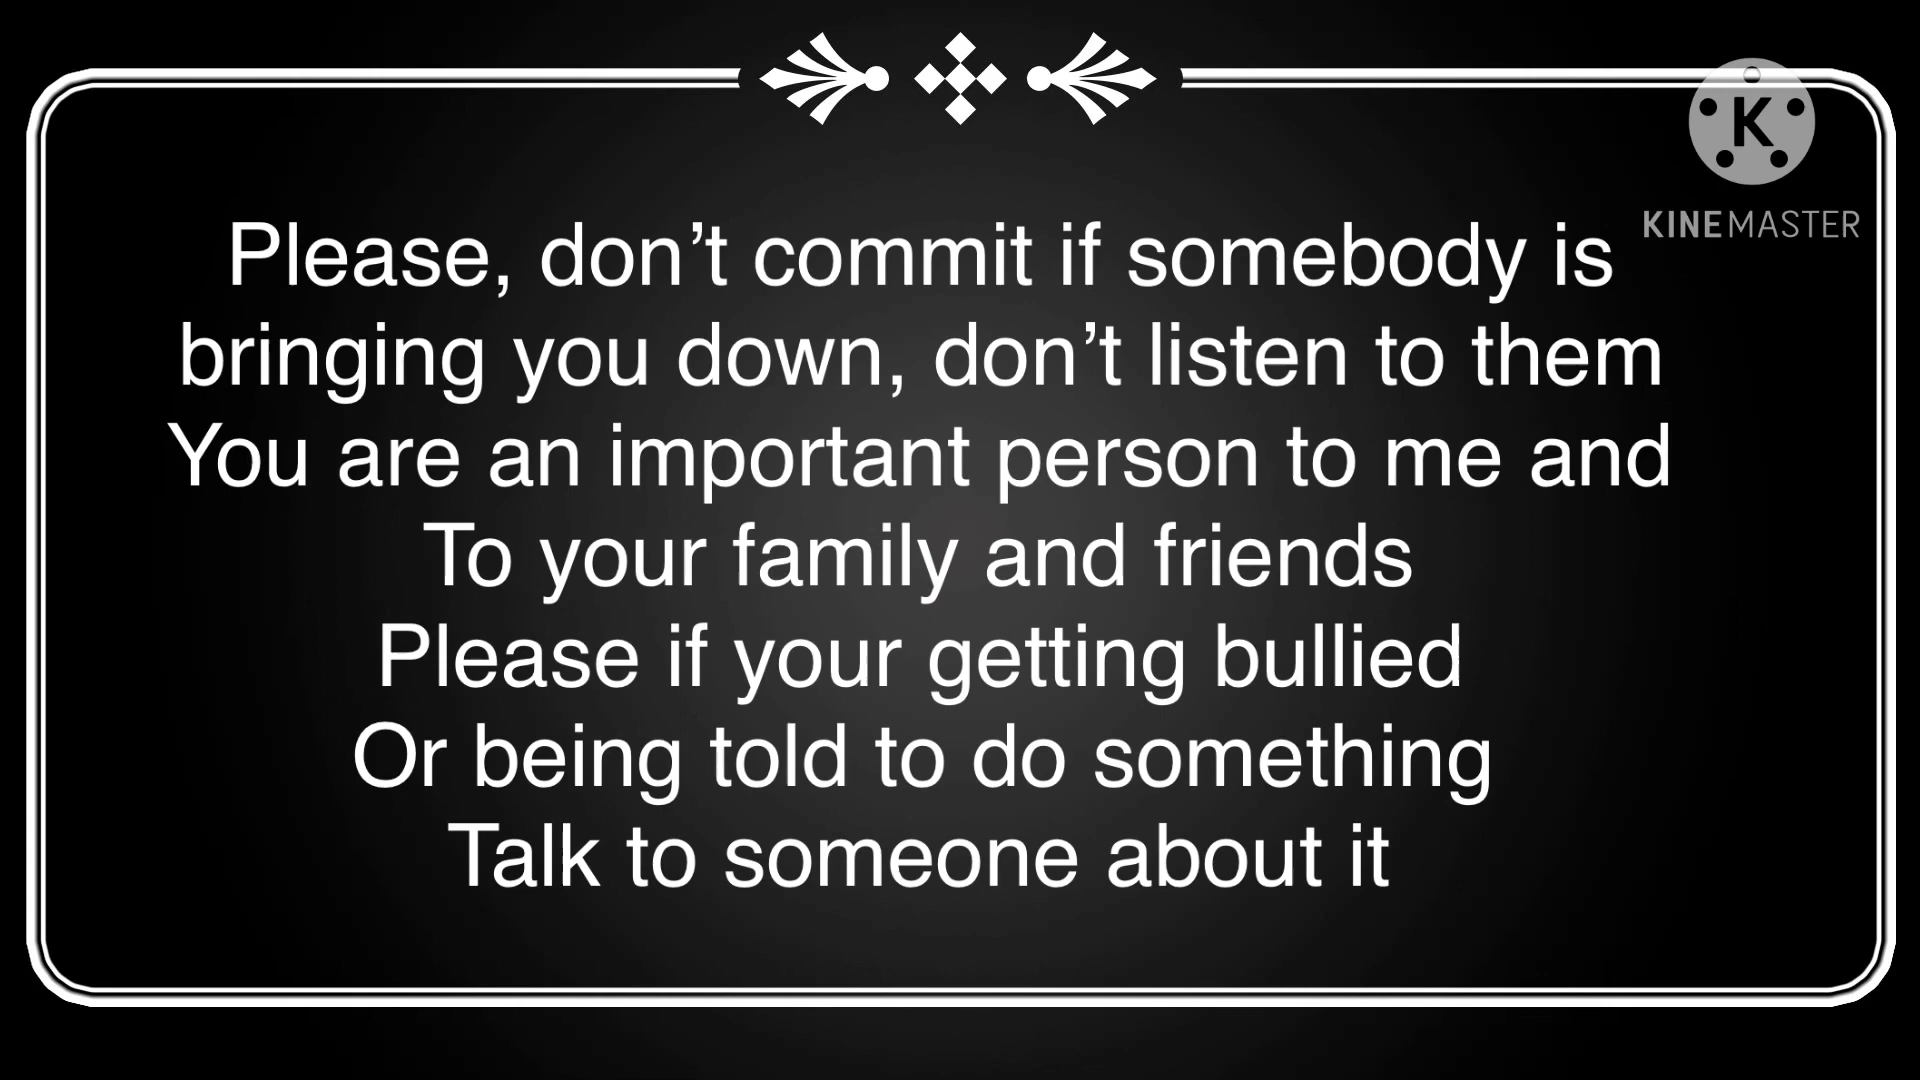 K
KINEMASTER
Please, don’t commit if somebody is
bringing you down, don’t listen to them
You are an important person to me and
To your family and friends
Please if your getting bullied
Or being told to do something
Talk to someone about it